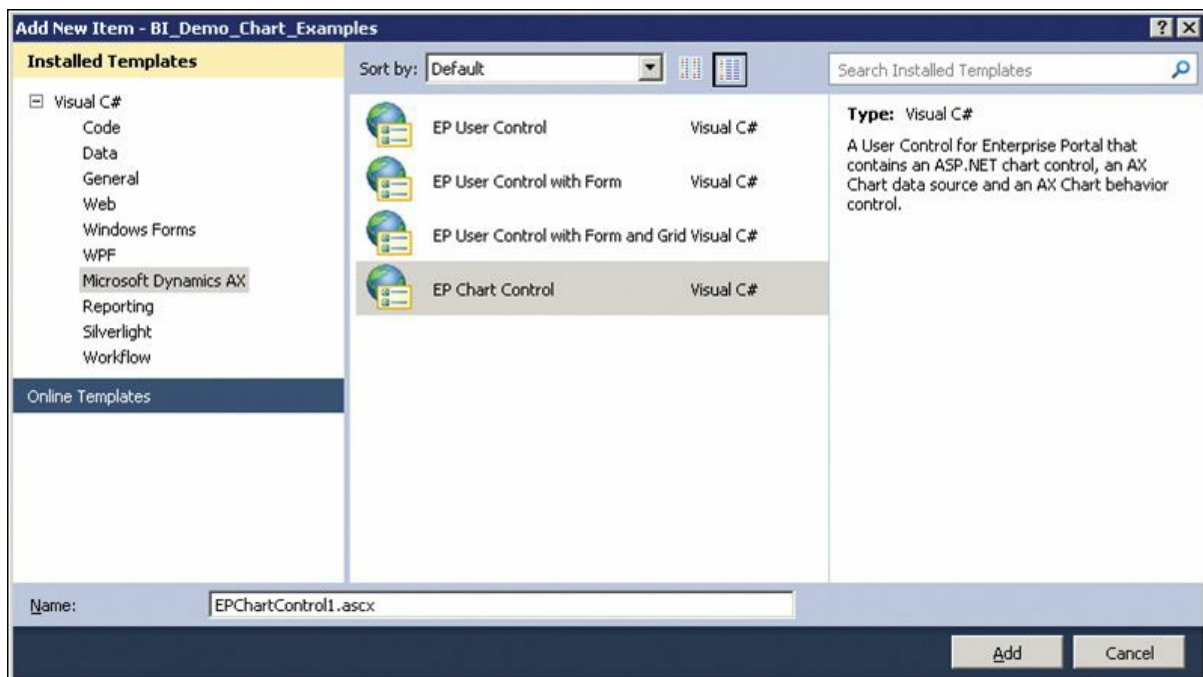 Add New Item - BI_Demo_Chart_Examples
Installed Templates
Visual C#
Code
Data
General
Web
Windows Forms
WPF
Microsoft Dynamics AX
Reporting
Silverlight
Workflow
Online Templates
Sort by: Default
EP User Control Visual C#
EP User Control with Form Visual C#
EP User Control with Form and Grid Visual C#
EP Chart Control Visual C#
Search Installed Templates
Type: Visual C#
A User Control for Enterprise Portal that
contains an ASP.NET chart control, an AX
Chart data source and an AX Chart behavior
control.
Name: EPChartControl1.ascx
Add Cancel